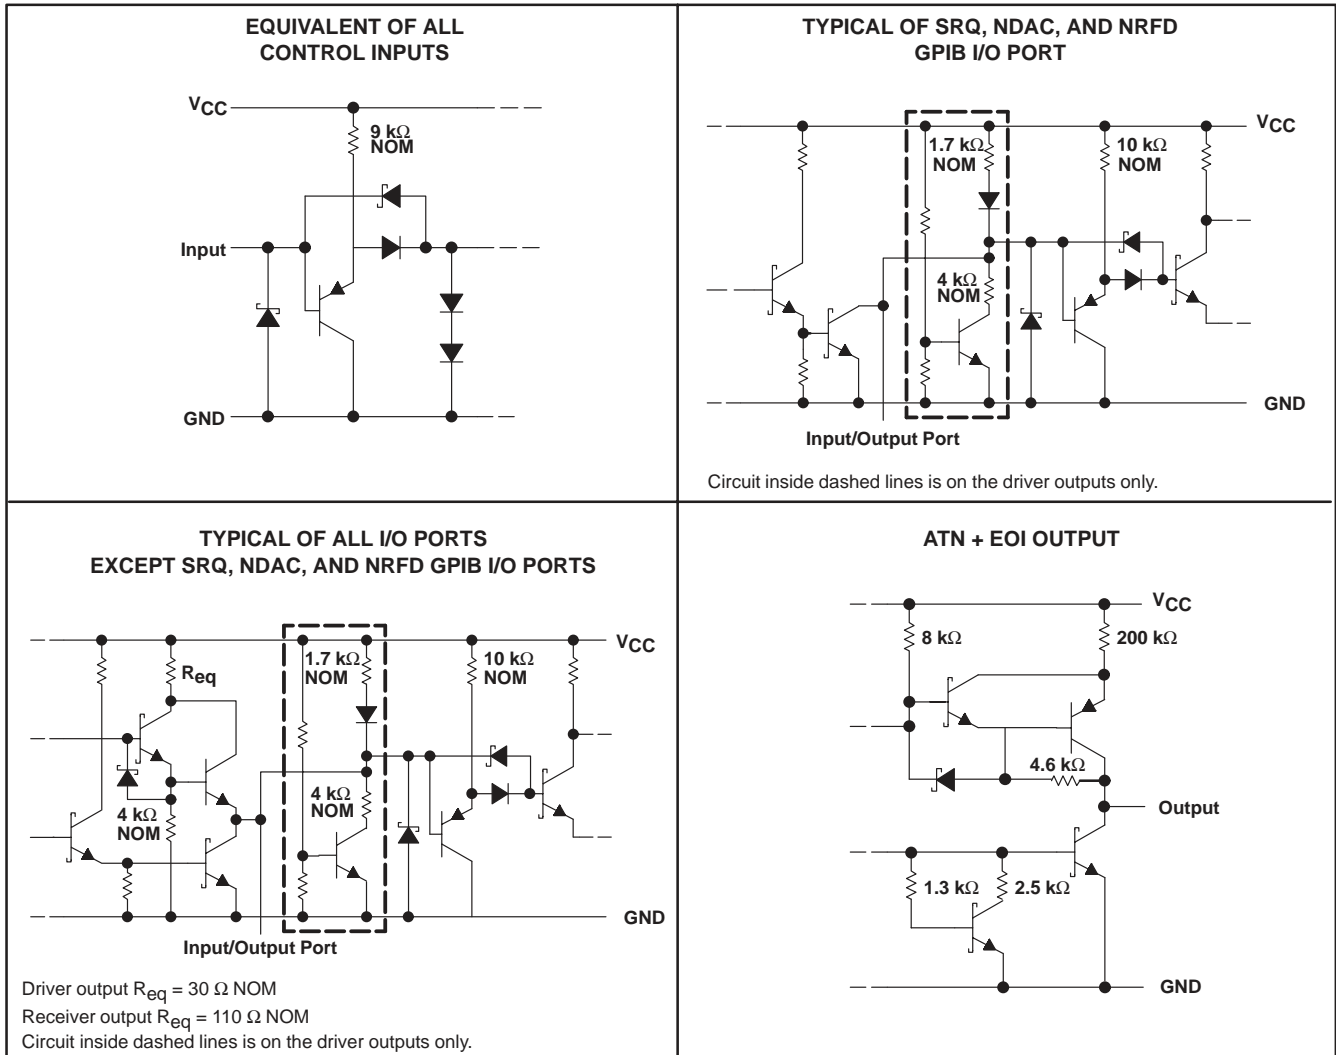 EQUIVALENT OF ALL
CONTROL INPUTS
VCC
9 kΩ
NOM
Input
GND
TYPICAL OF SRQ, NDAC, AND NRFD
GPIB I/O PORT
VCC
1.7 kΩ
NOM
10 kΩ
NOM
4 kΩ
NOM
GND
Input/Output Port
Circuit inside dashed lines is on the driver outputs only.
TYPICAL OF ALL I/O PORTS
EXCEPT SRQ, NDAC, AND NRFD GPIB I/O PORTS
VCC
Req
1.7 kΩ
NOM
10 kΩ
NOM
4 kΩ
NOM
4 kΩ
NOM
GND
Input/Output Port
Driver output Req = 30 Ω NOM
Receiver output Req = 110 Ω NOM
Circuit inside dashed lines is on the driver outputs only.
ATN + EOI OUTPUT
VCC
8 kΩ
200 kΩ
4.6 kΩ
Output
1.3 kΩ
2.5 kΩ
GND